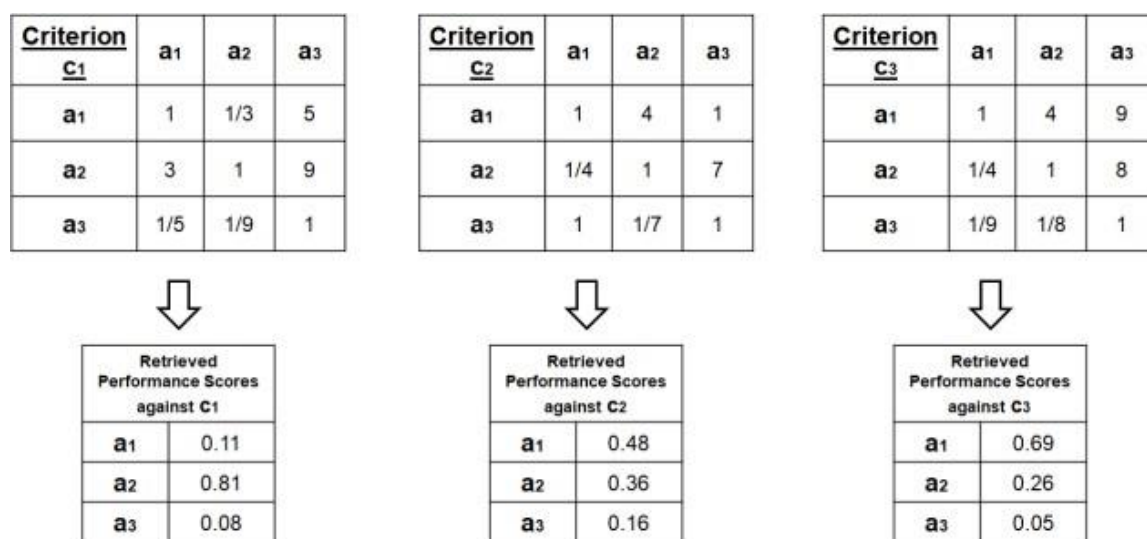 Criterion C1 a1 a2 a3
a1 1 1/3 5
a2 3 1 9
a3 1/5 1/9 1
Retrieved
Performance Scores
against C1
a1 0.11
a2 0.81
a3 0.08
Criterion C2 a1 a2 a3
a1 1 4 1
a2 1/4 1 7
a3 1 1/7 1
Retrieved
Performance Scores
against C2
a1 0.48
a2 0.36
a3 0.16
Criterion C3 a1 a2 a3
a1 1 4 9
a2 1/4 1 8
a3 1/9 1/8 1
Retrieved
Performance Scores
against C3
a1 0.69
a2 0.26
a3 0.05